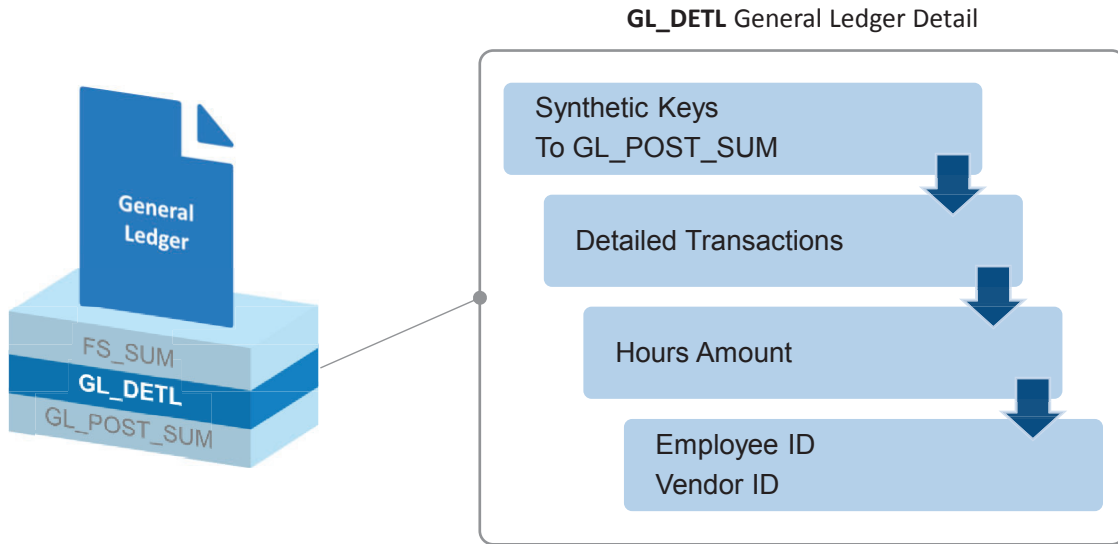 GL_DETL General Ledger Detail
General
Ledger
FS_SUM
GL_DETL
GL_POST_SUM
Synthetic Keys
To GL_POST_SUM
Detailed Transactions
Hours Amount
Employee ID
Vendor ID